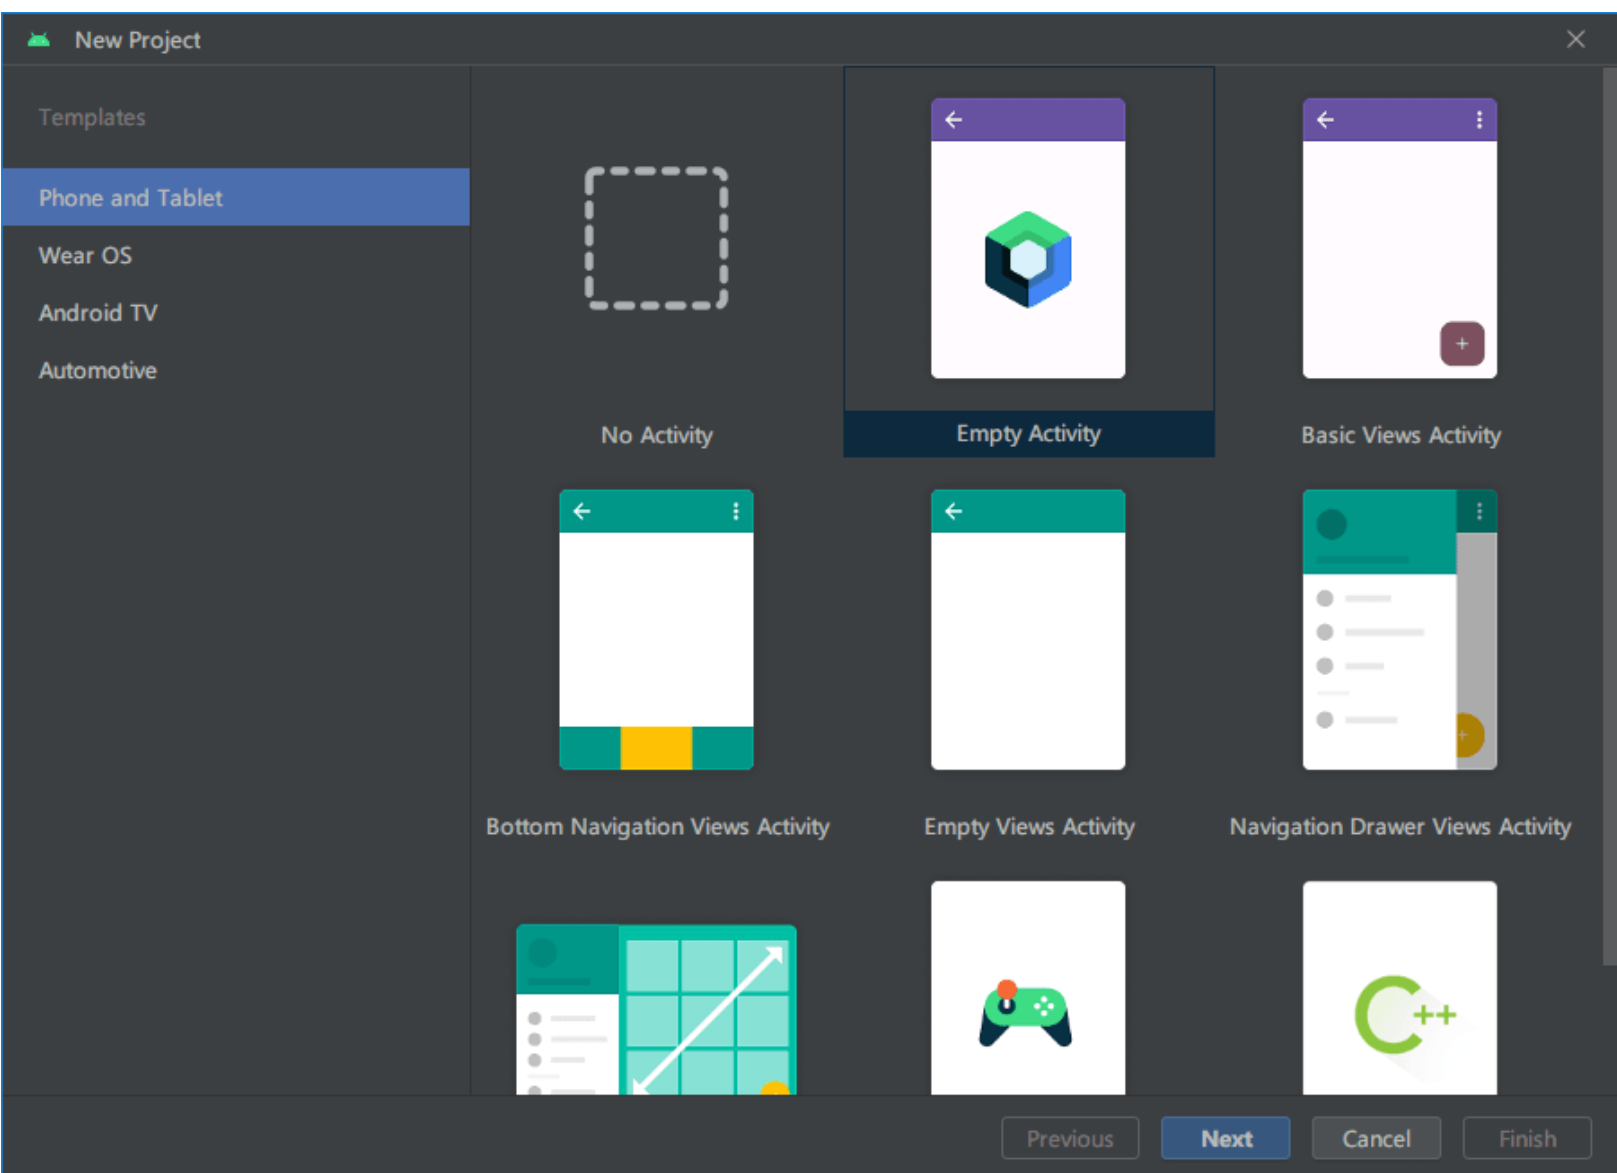 New Project
Templates
Phone and Tablet
Wear OS
Android TV
Automotive
No Activity
Empty Activity
Basic Views Activity
Bottom Navigation Views Activity
Empty Views Activity
Navigation Drawer Views Activity
C++
Previous
Next
Cancel
Finish